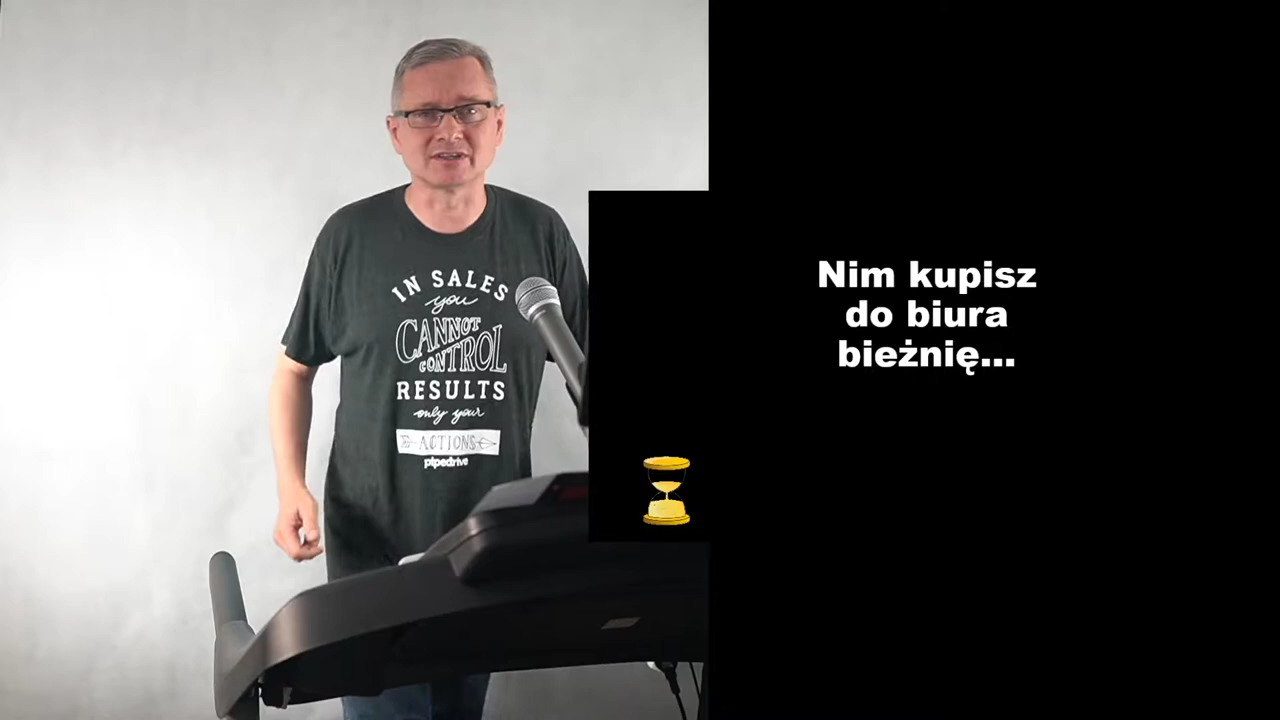 IN SALES
you
CANNOT
CONTROL
RESULTS
only your
ACTIONS
pipedrive
Nim kupisz
do biura
bieżnię...